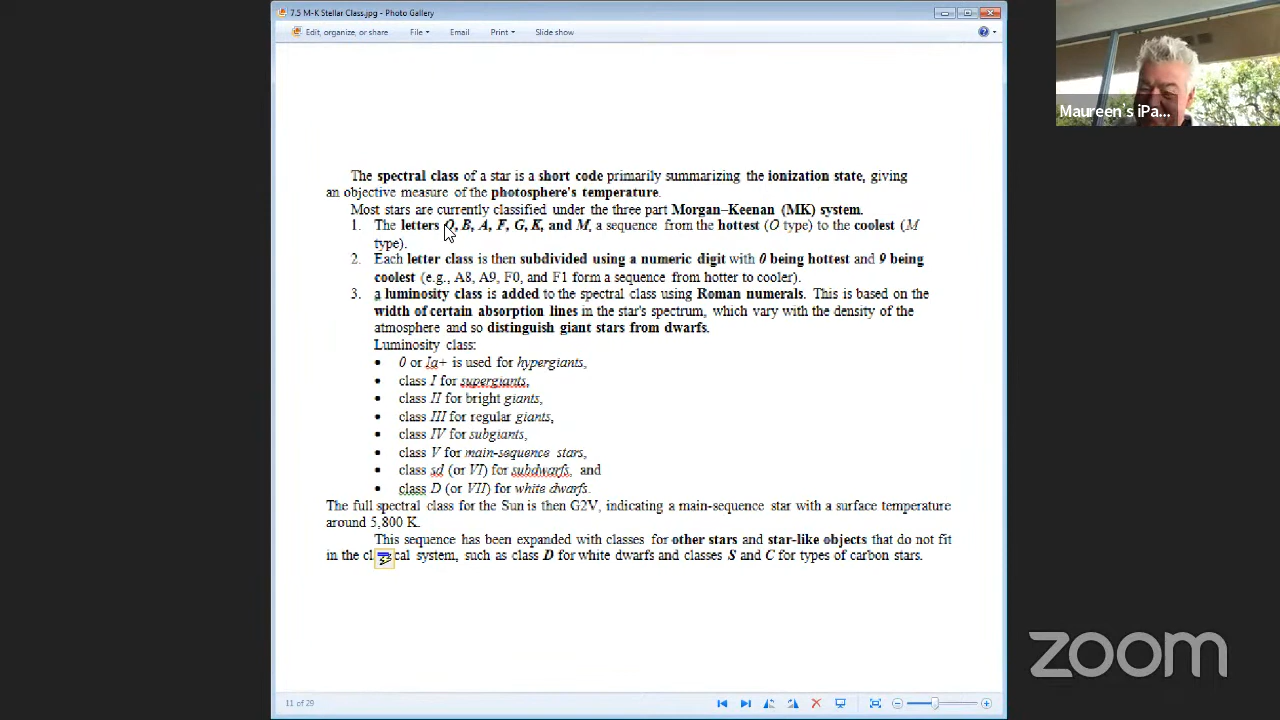 7.5 M-K Stellar Class.jpg - Photo Gallery
Edit, organize, or share File Email Print Slide show
Maureen's iPa...
The spectral class of a star is a short code primarily summarizing the ionization state, giving
an objective measure of the photosphere's temperature.
Most stars are currently classified under the three part Morgan–Keenan (MK) system.
1. The letters O, B, A, F, G, K, and M, a sequence from the hottest (O type) to the coolest (M
type).
2. Each letter class is then subdivided using a numeric digit with 0 being hottest and 9 being
coolest (e.g., A8, A9, F0, and F1 form a sequence from hotter to cooler).
3. a luminosity class is added to the spectral class using Roman numerals. This is based on the
width of certain absorption lines in the star's spectrum, which vary with the density of the
atmosphere and so distinguish giant stars from dwarfs.
Luminosity class:
• 0 or Ia+ is used for hypergiants,
• class I for supergiants,
• class II for bright giants,
• class III for regular giants,
• class IV for subgiants,
• class V for main-sequence stars,
• class sd (or VI) for subdwarfs, and
• class D (or VII) for white dwarfs.
The full spectral class for the Sun is then G2V, indicating a main-sequence star with a surface temperature
around 5,800 K.
This sequence has been expanded with classes for other stars and star-like objects that do not fit
in the system, such as class D for white dwarfs and classes S and C for types of carbon stars.
11 of 29
zoom